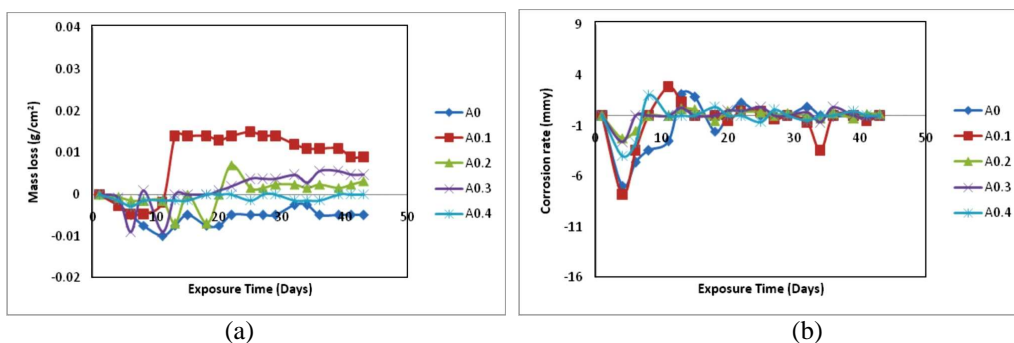 0.04
0.03
0.02
0.01
0
-0.01
-0.02
Mass loss (g/cm²)
0
10
20
30
40
50
Exposure Time (Days)
A0
A0.1
A0.2
A0.3
A0.4
(a)
9
4
-1
-6
-11
-16
Corrosion rate (mmy)
0
10
20
30
40
50
Exposure Time (Days)
A0
A0.1
A0.2
A0.3
A0.4
(b)